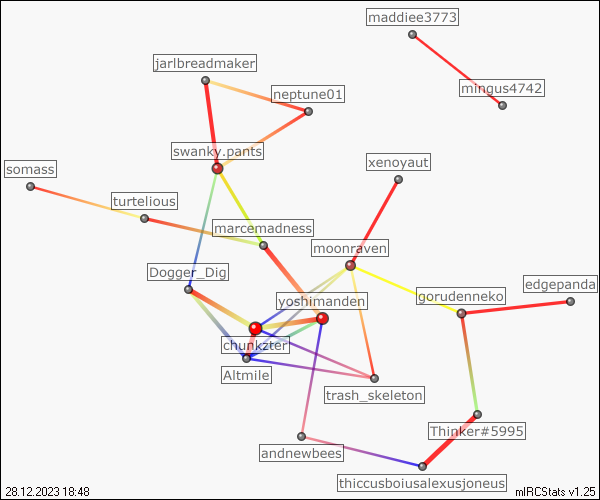 maddiee3773
jarlbreadmaker
mingus4742
neptune01
swanky.pants
xenoyaut
somass
turtelious
marcemadness
moonraven
Dogger_Dig
edgepanda
gorudenneko
yoshimanden
chunkzter
Altmile
trash_skeleton
Thinker#5995
andnewbees
thiccusboiusalexusjoneus
28.12.2023 18:48
mIRCStats v1.25